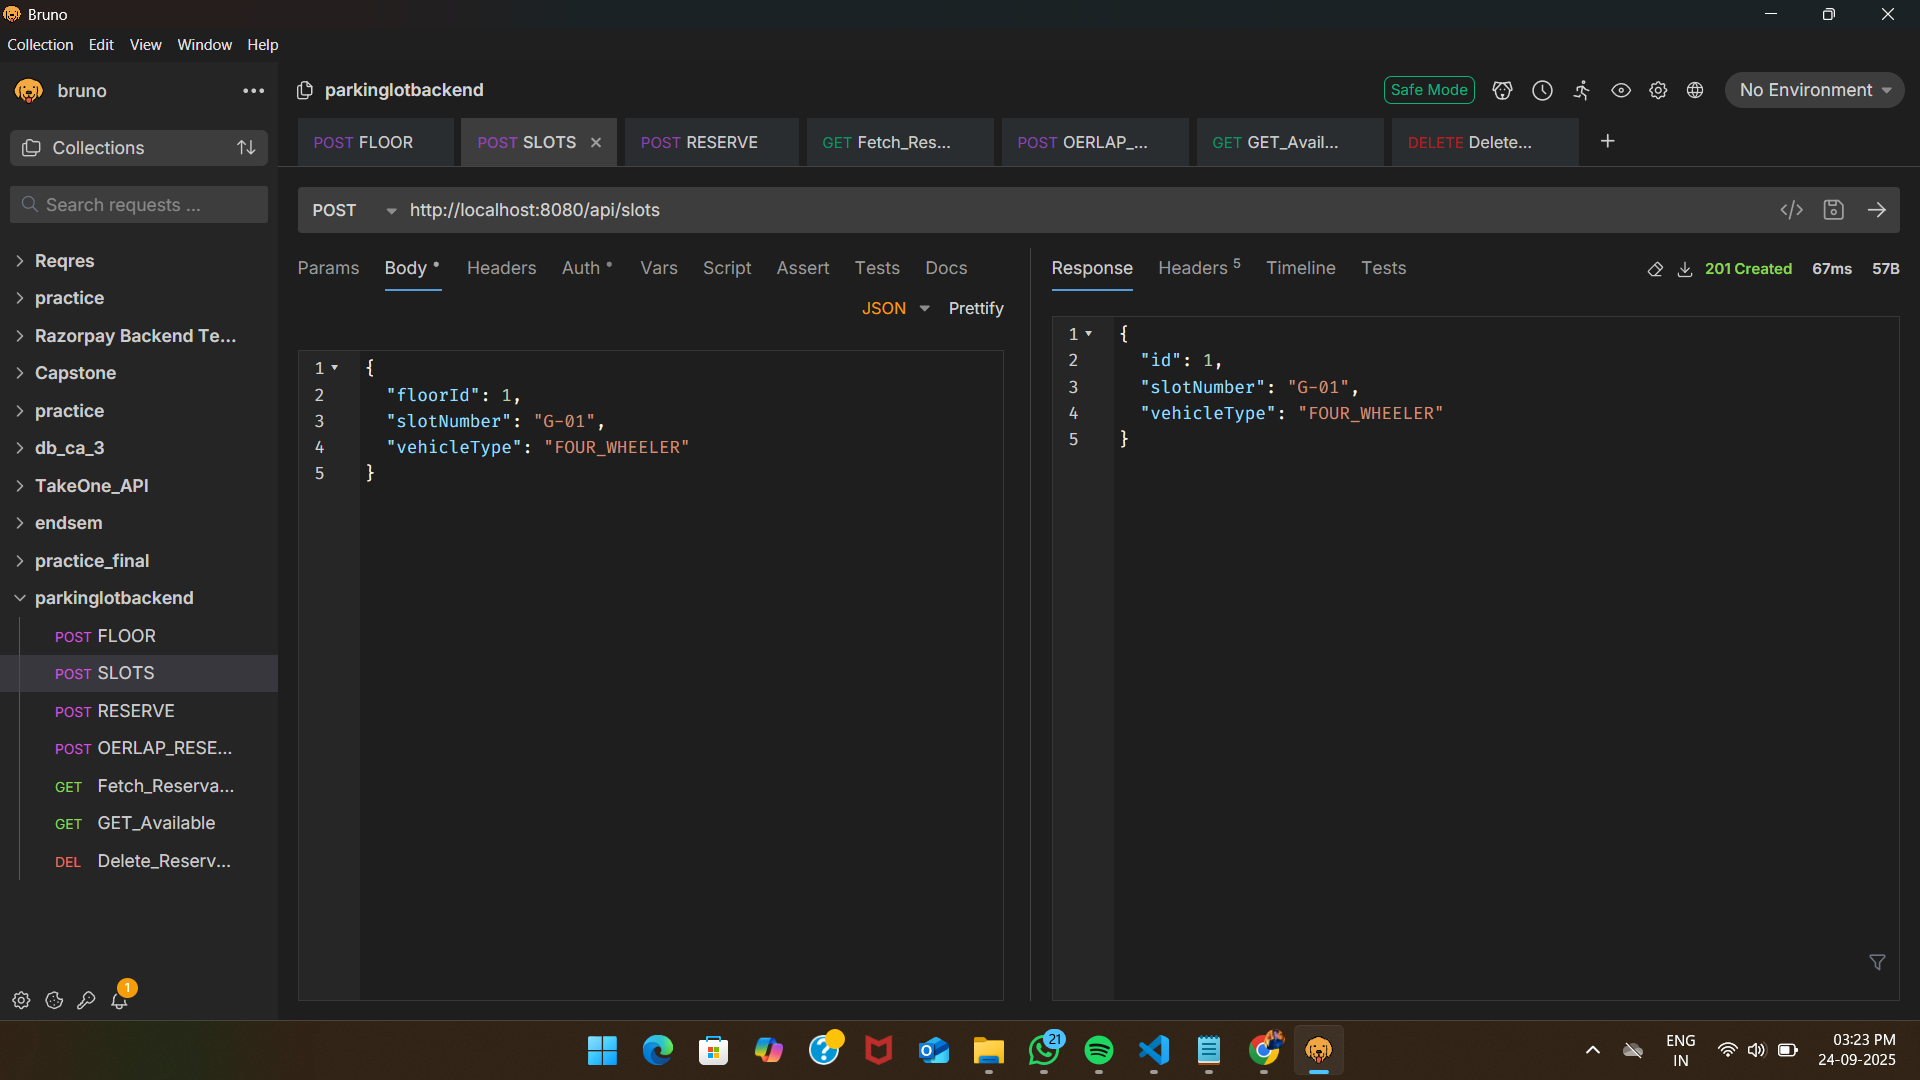 Bruno
Collection Edit View Window Help
bruno
parkinglotbackend
Safe Mode
No Environment
Collections
POST FLOOR
POST SLOTS
POST RESERVE
GET Fetch_Res...
POST OERLAP_...
GET GET_Avail...
DELETE Delete...
Search requests ...
POST http://localhost:8080/api/slots
</>
Reqres
practice
Razorpay Backend Te...
Capstone
practice
db_ca_3
TakeOne_API
endsem
practice_final
parkinglotbackend
POST FLOOR
POST SLOTS
POST RESERVE
POST OERLAP_RESE...
GET Fetch_Reserva...
GET GET_Available
DEL Delete_Reserv...
1
Params Body Headers Auth Vars Script Assert Tests Docs
JSON Prettify
1 {
2 "floorId": 1,
3 "slotNumber": "G-01",
4 "vehicleType": "FOUR_WHEELER"
5 }
Response Headers 5 Timeline Tests
201 Created 67ms 57B
1 {
2 "id": 1,
3 "slotNumber": "G-01",
4 "vehicleType": "FOUR_WHEELER"
5 }
21
ENG
IN
03:23 PM
24-09-2025